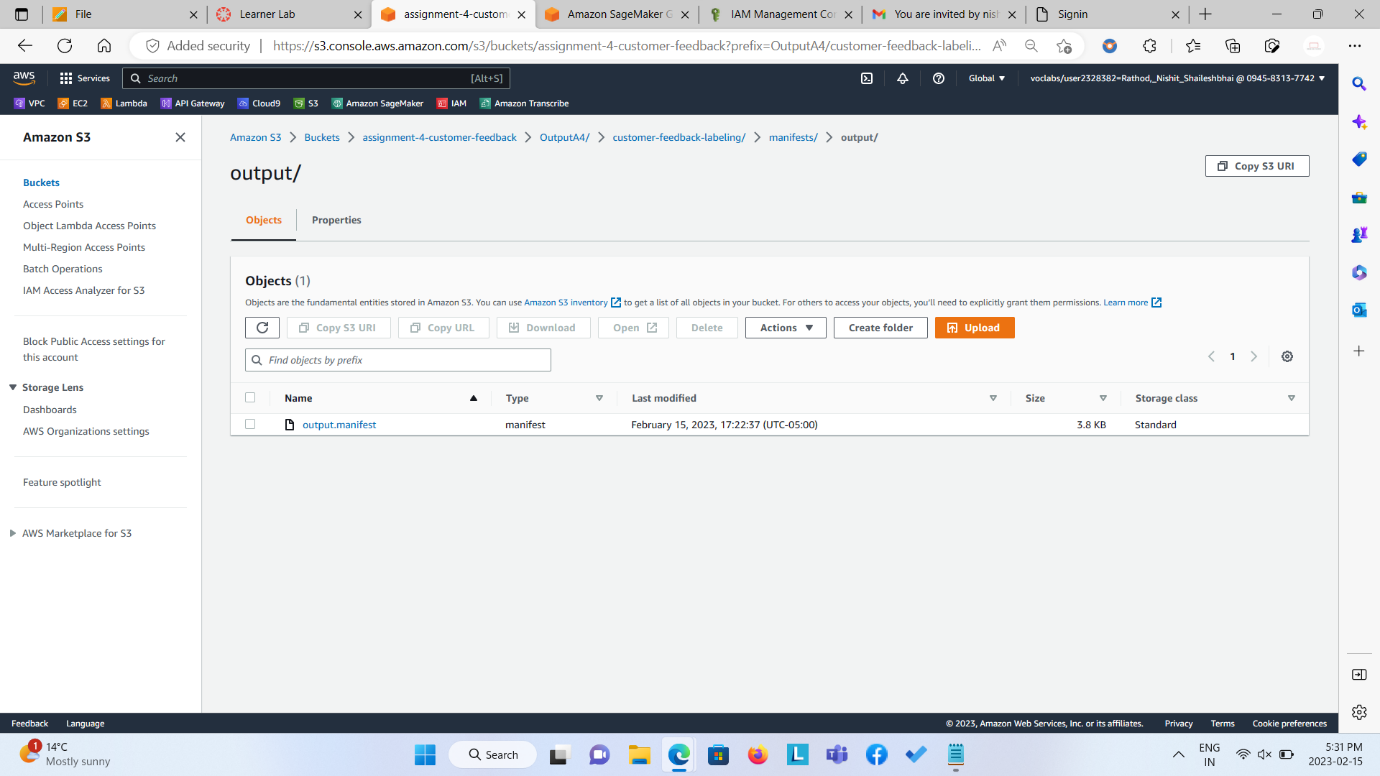 File
Learner Lab
assignment-4-custome
Amazon SageMaker G
IAM Management Con
You are invited by nish
Signin
Added security
https://s3.console.aws.amazon.com/s3/buckets/assignment-4-customer-feedback?prefix=OutputA4/customer-feedback-labeli...
aws
Services
Search
[Alt+S]
Global
voclabs/user2328382=Rathod,_Nishit_Shaileshbhai @ 0945-8313-7742
VPC
EC2
Lambda
API Gateway
Cloud9
S3
Amazon SageMaker
IAM
Amazon Transcribe
Amazon S3
Buckets
Access Points
Object Lambda Access Points
Multi-Region Access Points
Batch Operations
IAM Access Analyzer for S3
Block Public Access settings for
this account
Storage Lens
Dashboards
AWS Organizations settings
Feature spotlight
AWS Marketplace for S3
Amazon S3 > Buckets > assignment-4-customer-feedback > OutputA4/ > customer-feedback-labeling/ > manifests/ > output/
output/
Copy S3 URI
Objects
Properties
Objects (1)
Objects are the fundamental entities stored in Amazon S3. You can use Amazon S3 inventory to get a list of all objects in your bucket. For others to access your objects, you'll need to explicitly grant them permissions. Learn more
Copy S3 URI
Copy URL
Download
Open
Delete
Actions
Create folder
Upload
Find objects by prefix
1
Name
Type
Last modified
Size
Storage class
output.manifest
manifest
February 15, 2023, 17:22:37 (UTC-05:00)
3.8 KB
Standard
Feedback
Language
© 2023, Amazon Web Services, Inc. or its affiliates.
Privacy
Terms
Cookie preferences
1
14°C
Mostly sunny
Search
L
ENG
IN
5:31 PM
2023-02-15